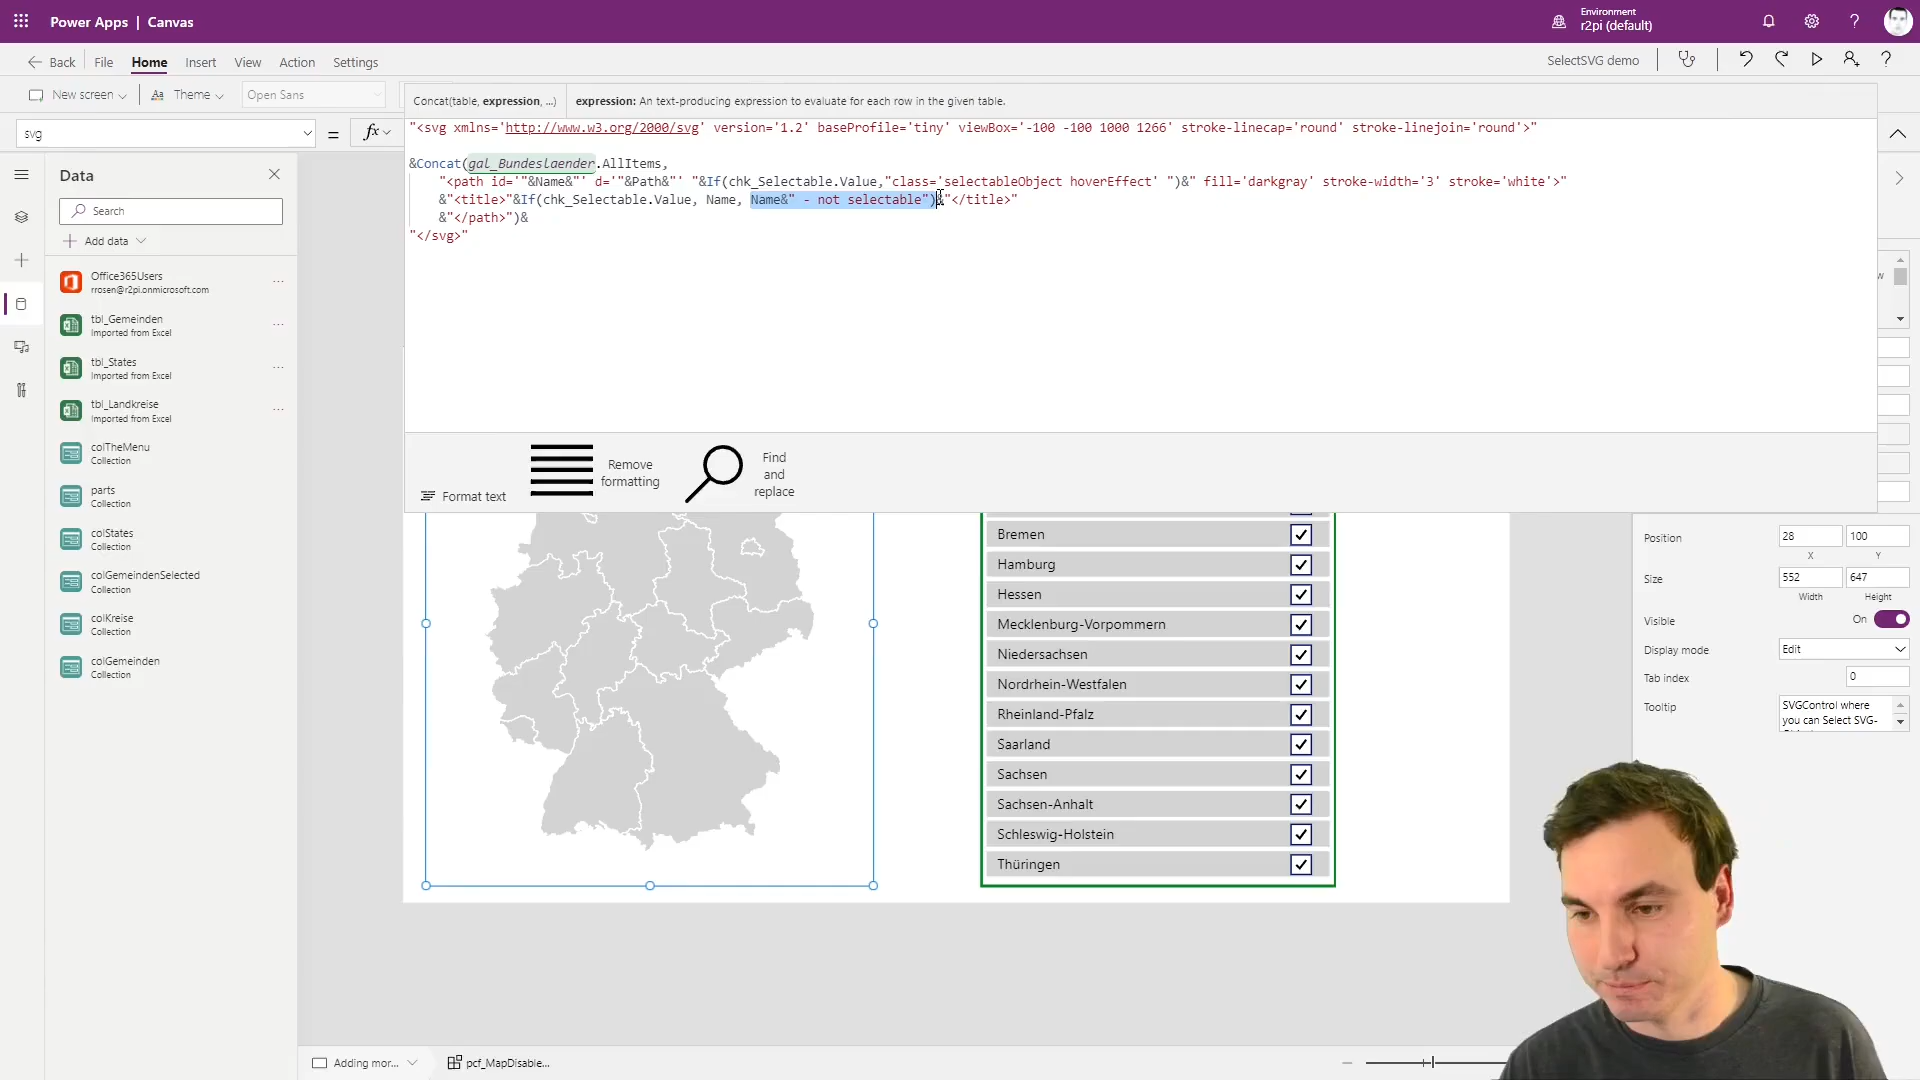 Power Apps | Canvas
Environment
r2pi (default)
Back
File
Home
Insert
View
Action
Settings
SelectSVG demo
New screen
Theme
Open Sans
Concat(table, expression, ...)
expression: An text-producing expression to evaluate for each row in the given table.
svg
=
fx
"<svg xmlns='http://www.w3.org/2000/svg' version='1.2' baseProfile='tiny' viewBox='-100 -100 1000 1266' stroke-linecap='round' stroke-linejoin='round'>"
&Concat(gal_Bundeslaender.AllItems,
"<path id='"&Name&"' d='"&Path&"' "&If(chk_Selectable.Value,"class='selectableObject hoverEffect' ")&" fill='darkgray' stroke-width='3' stroke='white'>"
&"<title>"&If(chk_Selectable.Value, Name, Name&" - not selectable")&"</title>"
&"</path>")&
"</svg>"
Data
Search
Add data
Office365Users
rrosen@r2pi.onmicrosoft.com
tbl_Gemeinden
Imported from Excel
tbl_States
Imported from Excel
tbl_Landkreise
Imported from Excel
colTheMenu
Collection
parts
Collection
colStates
Collection
colGemeindenSelected
Collection
colKreise
Collection
colGemeinden
Collection
Format text
Remove
formatting
Find
and
replace
Bremen
Hamburg
Hessen
Mecklenburg-Vorpommern
Niedersachsen
Nordrhein-Westfalen
Rheinland-Pfalz
Saarland
Sachsen
Sachsen-Anhalt
Schleswig-Holstein
Thüringen
Position
28
100
X
Y
Size
552
647
Width
Height
Visible
On
Display mode
Edit
Tab index
0
Tooltip
SVGControl where
you can Select SVG-
Adding mor...
pcf_MapDisable...